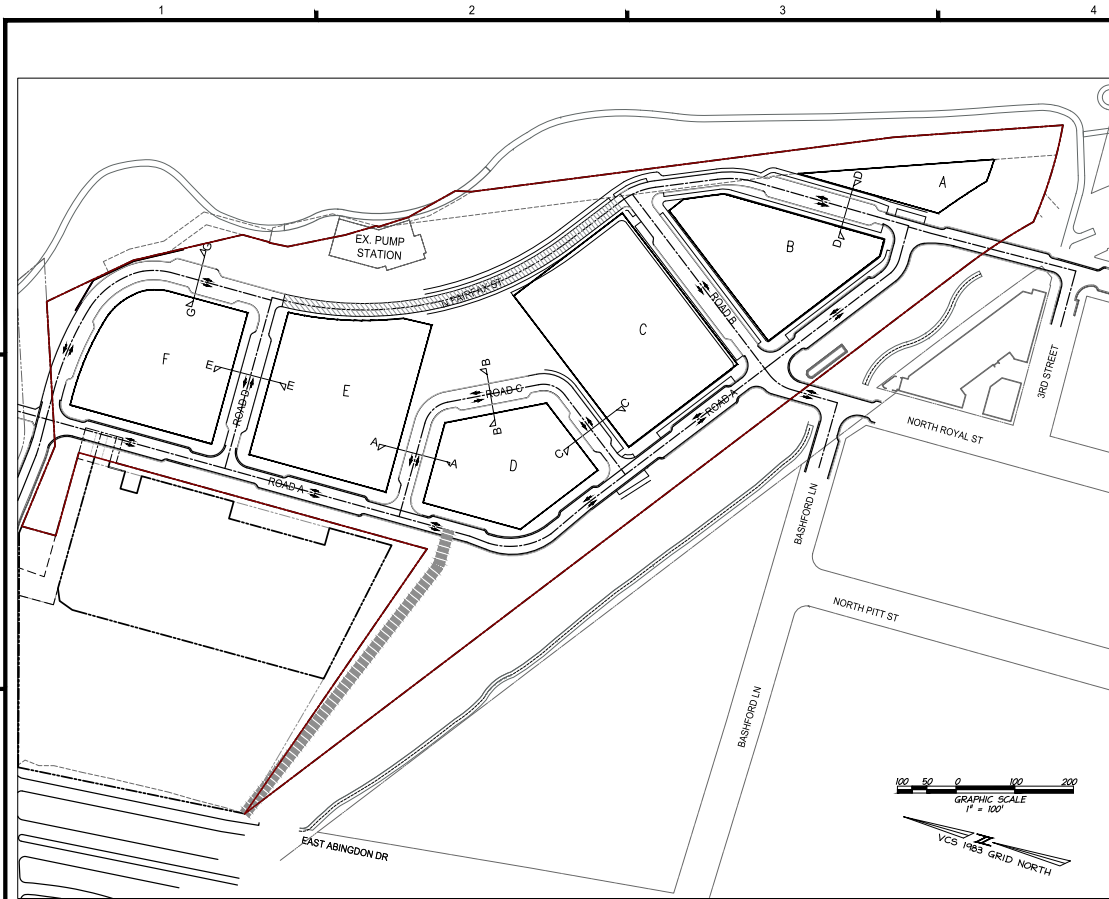 1
2
3
4
A
D
D
B
EX. PUMP
STATION
G
G
N FAIRFAX ST
ROAD B
C
F
E
E
E
ROAD D
B
B
ROAD C
ROAD A
3RD STREET
C
C
A
A
D
NORTH ROYAL ST
ROAD A
BASHFORD LN
NORTH PITT ST
BASHFORD LN
EAST ABINGDON DR
100 50 0 100 200
GRAPHIC SCALE
1" = 100'
VCS 1983 GRID NORTH